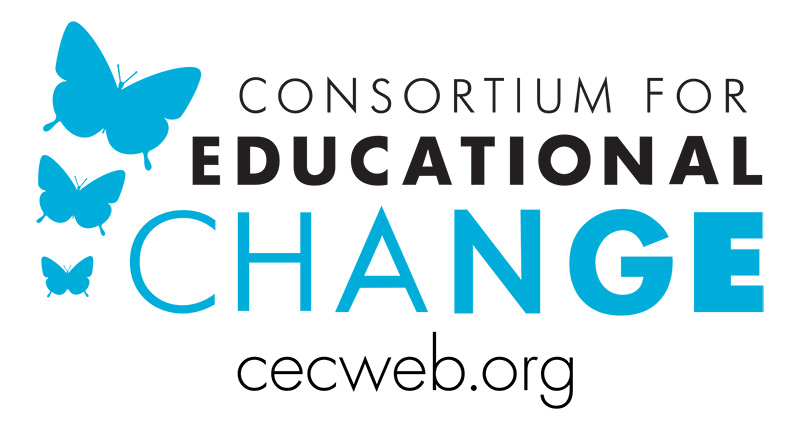 CONSORTIUM FOR
EDUCATIONAL
CHANGE
cecweb.org